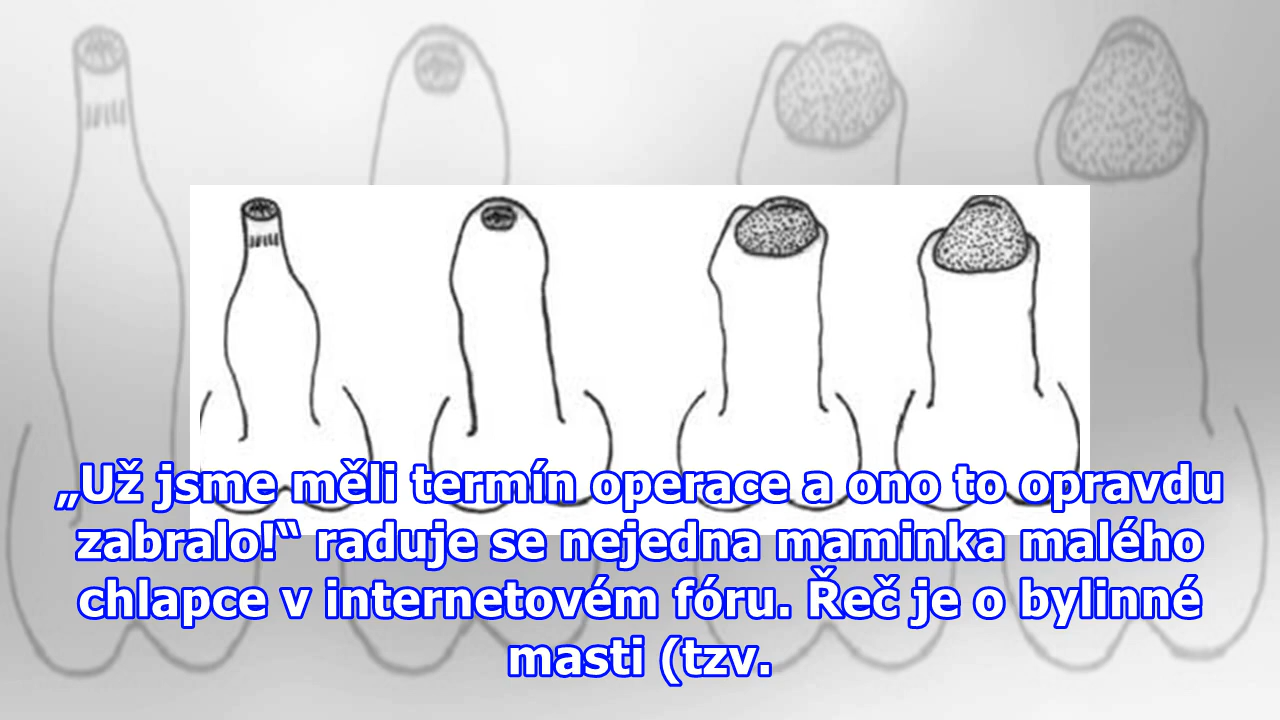 „Už jsme měli termín operace a ono to opravdu
zabralo!“ raduje se nejedna maminka malého
chlapce v internetovém fóru. Řeč je o bylinné
masti (tzv.